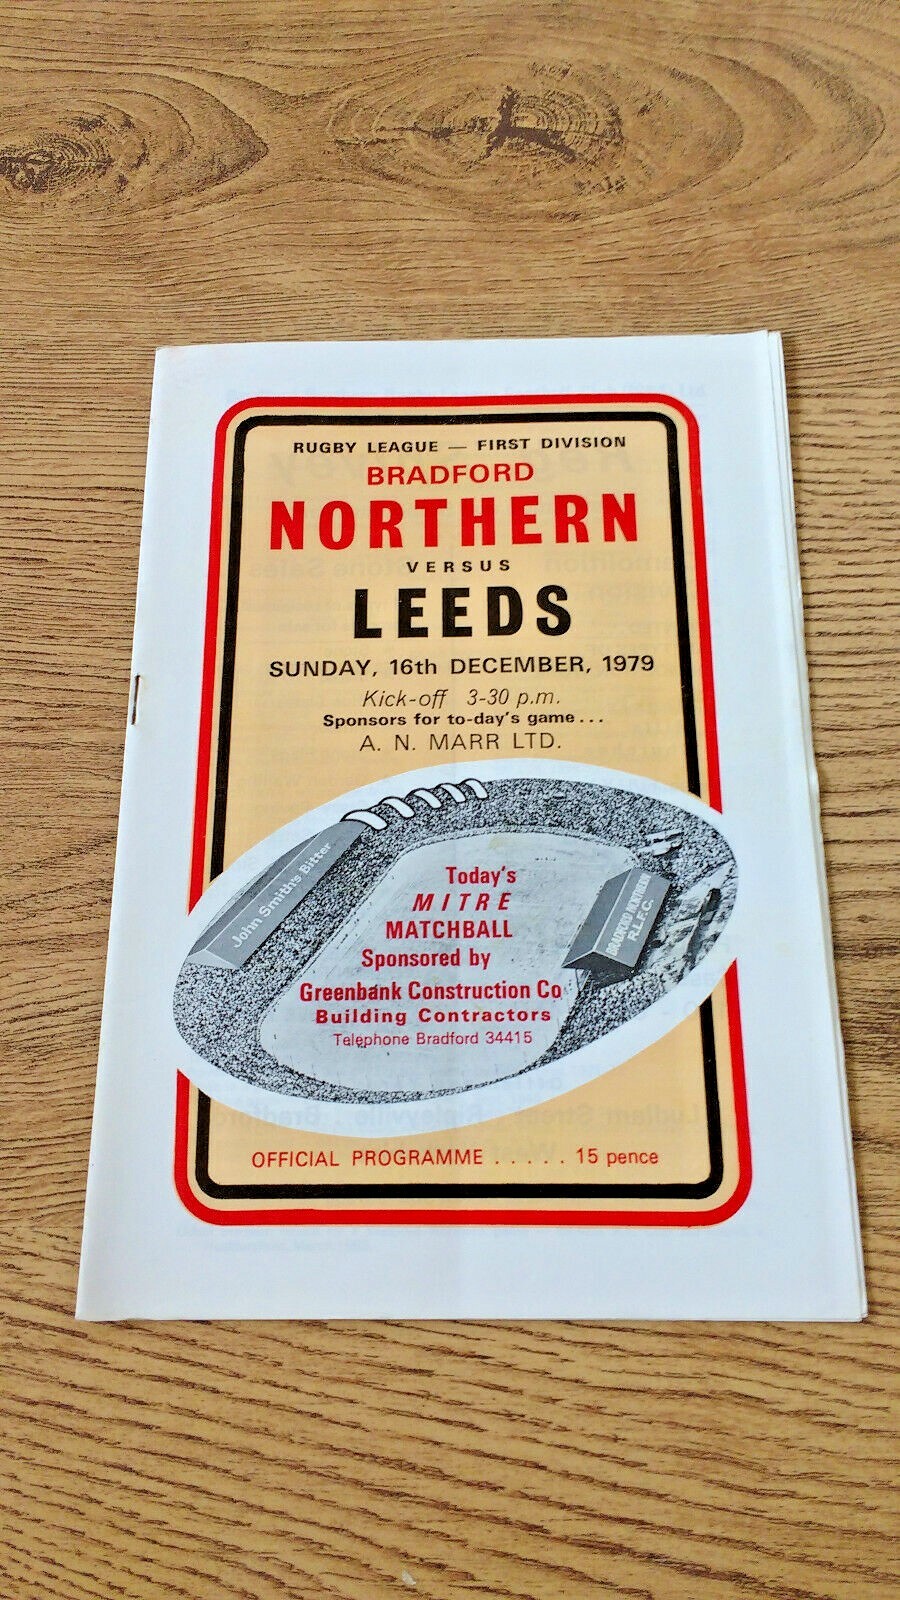 RUGBY LEAGUE — FIRST DIVISION
BRADFORD
NORTHERN
VERSUS
LEEDS
SUNDAY, 16th DECEMBER, 1979
Kick-off 3-30 p.m.
Sponsors for to-day's game...
A. N. MARR LTD.
John Smith's Bitter
BRADFORD NORTHERN
R.L.F.C.
Today's
MITRE
MATCHBALL
Sponsored by
Greenbank Construction Co
Building Contractors
Telephone Bradford 34415
OFFICIAL PROGRAMME . . . . . 15 pence